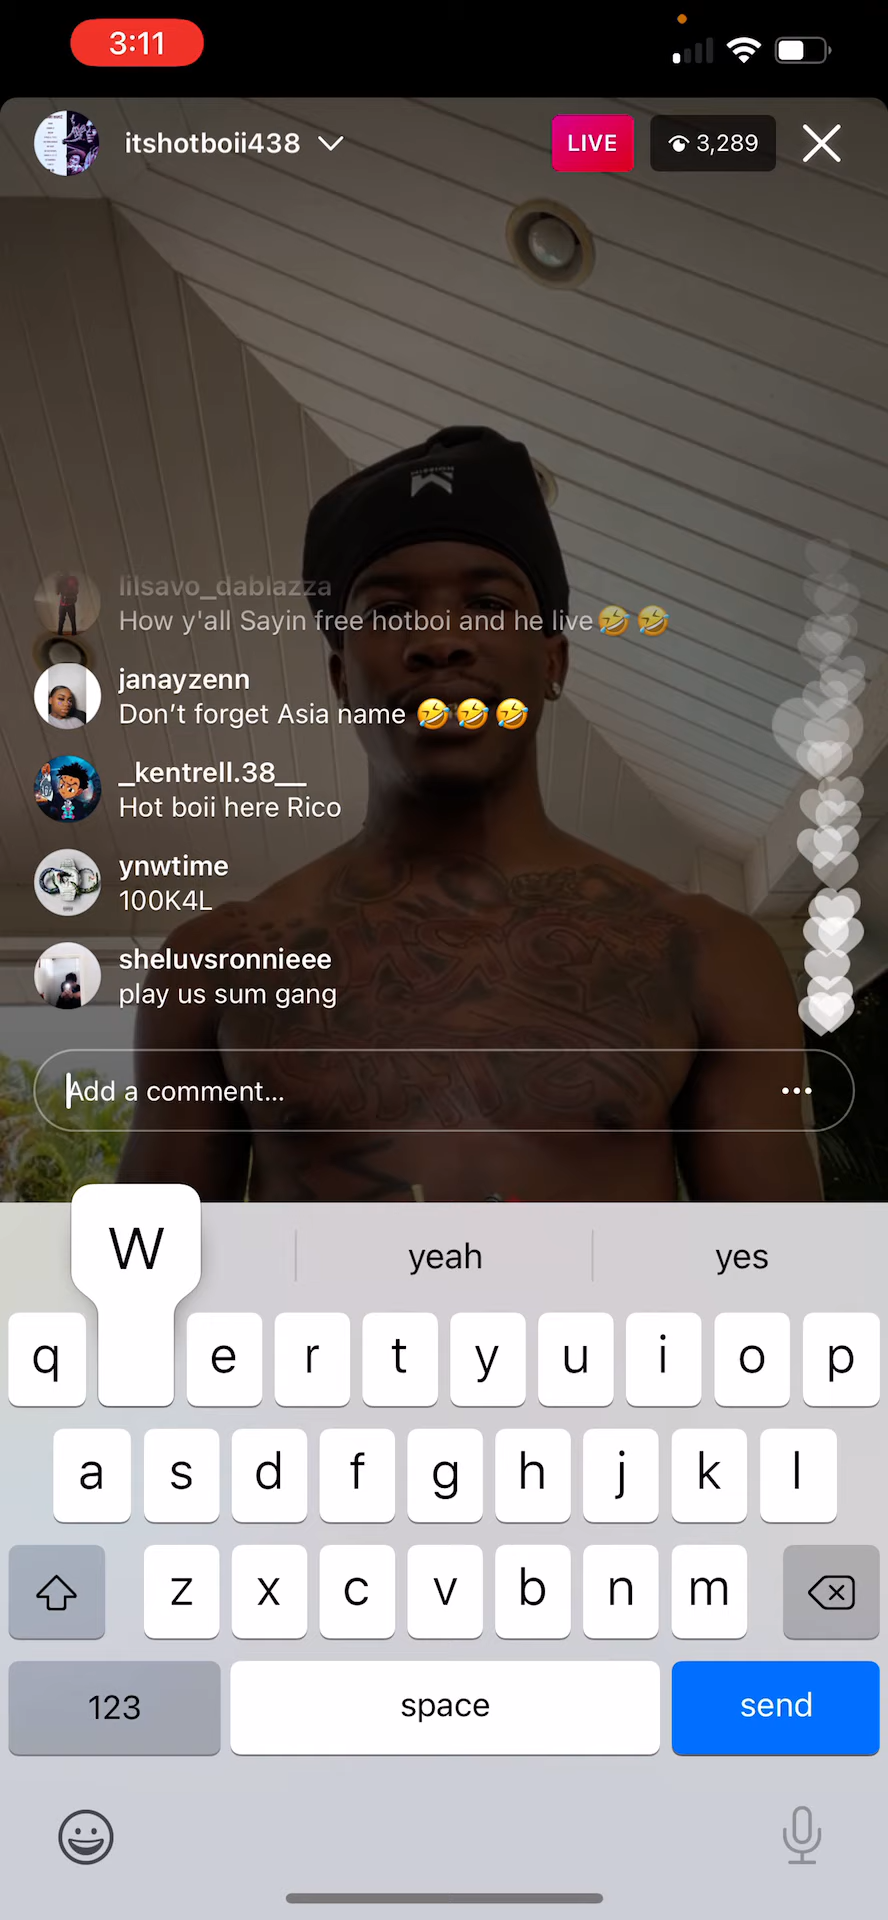 3:11
itshotboii438
LIVE
3,289
lilsavo_dablazza
How y'all Sayin free hotboi and he live🤣🤣
janayzenn
Don't forget Asia name 🤣🤣🤣
_kentrell.38__
Hot boii here Rico
ynwtime
100K4L
sheluvsronnieee
play us sum gang
Add a comment...
W
yeah
yes
q e r t y u i o p
a s d f g h j k l
z x c v b n m
123
space
send